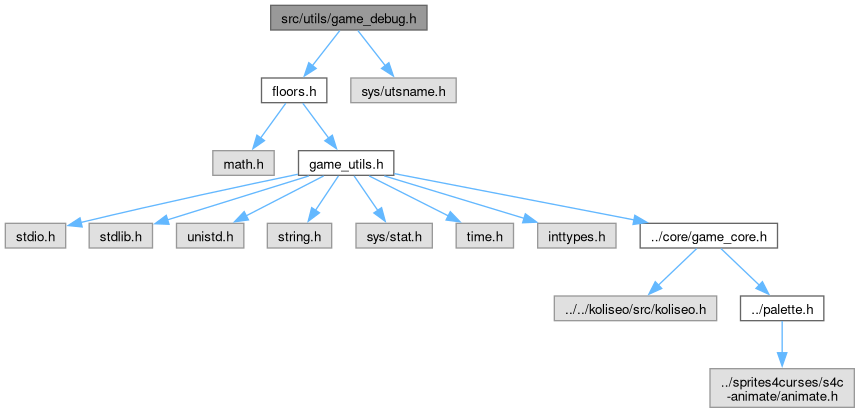 src/utils/game_debug.h
floors.h
sys/utsname.h
math.h
game_utils.h
stdio.h
stdlib.h
unistd.h
string.h
sys/stat.h
time.h
inttypes.h
../core/game_core.h
../../koliseo/src/koliseo.h
../palette.h
../sprites4curses/s4c
-animate/animate.h